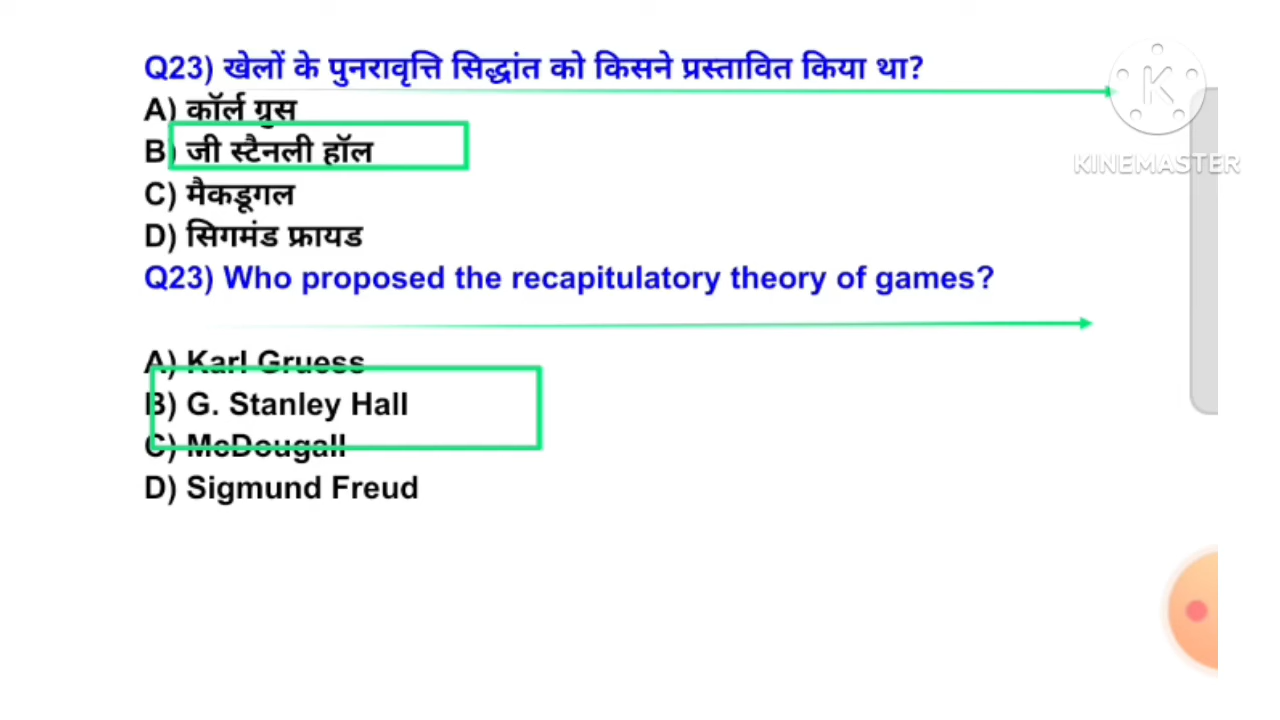 Q23) खेलों के पुनरावृत्ति सिद्धांत को किसने प्रस्तावित किया था?
A) कॉर्ल ग्रुस
B) जी स्टैनली हॉल
C) मैकडूगल
D) सिगमंड फ्रायड
Q23) Who proposed the recapitulatory theory of games?
A) Karl Gruess
B) G. Stanley Hall
C) McDougall
D) Sigmund Freud
K
KINEMASTER